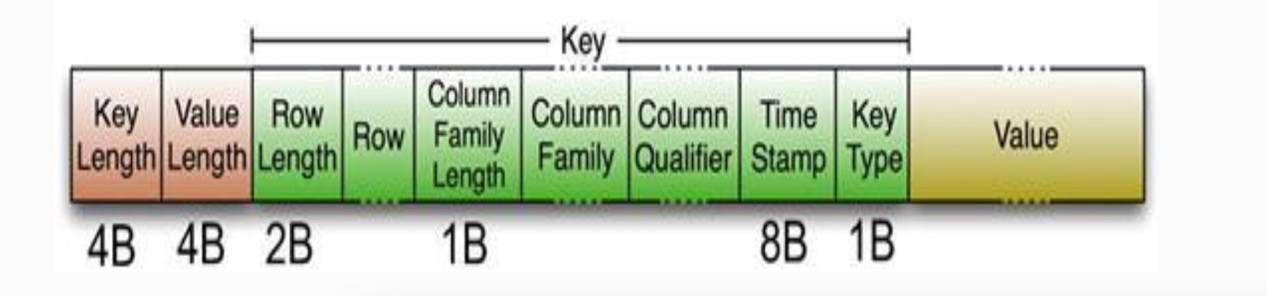 Key
Key Length
Value Length
Row Length
Row
Column Family Length
Column Family
Column Qualifier
Time Stamp
Key Type
Value
4B
4B
2B
1B
8B
1B